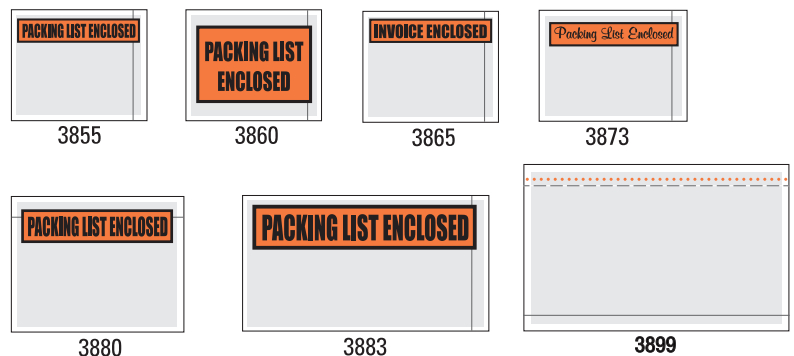 PACKING LIST ENCLOSED
3855
PACKING LIST
ENCLOSED
3860
INVOICE ENCLOSED
3865
Packing List Enclosed
3873
PACKING LIST ENCLOSED
3880
PACKING LIST ENCLOSED
3883
3899